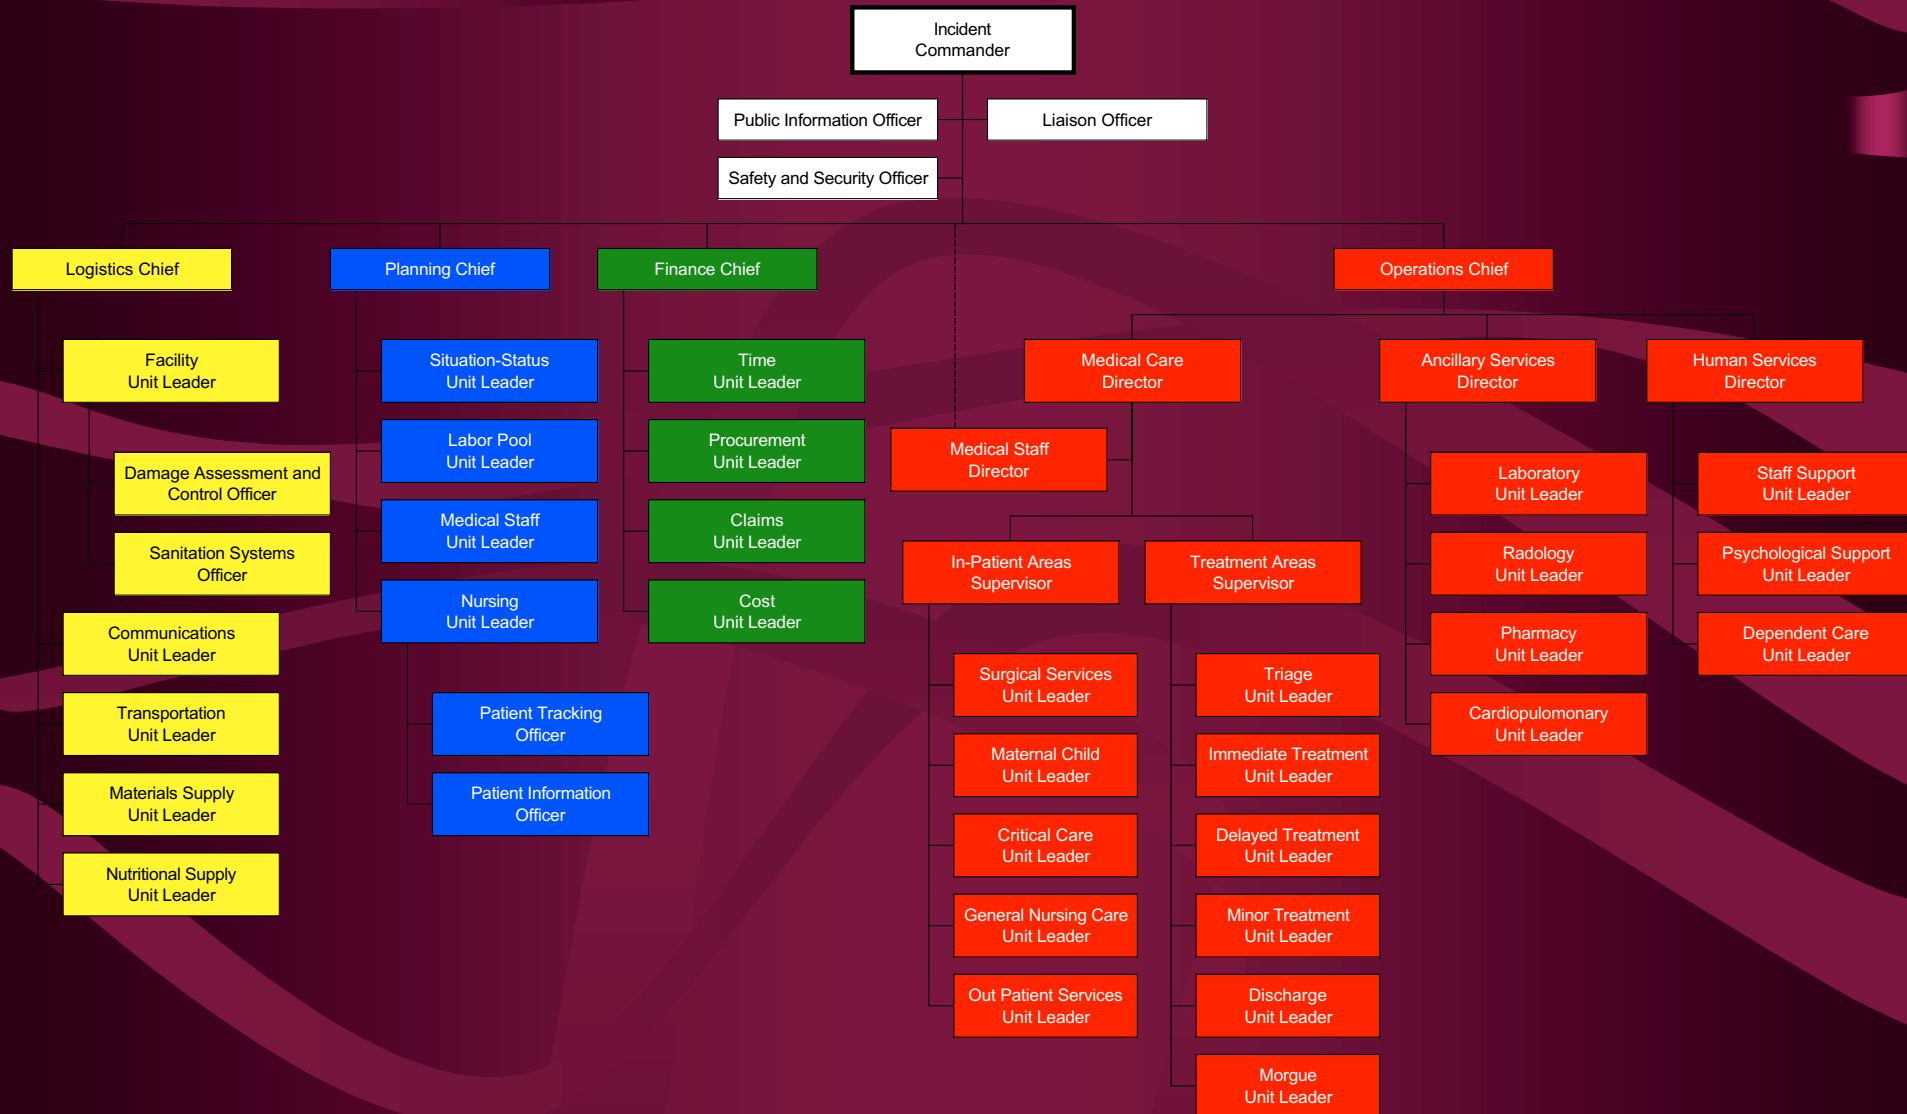 Incident
Commander
Public Information Officer
Liaison Officer
Safety and Security Officer
Logistics Chief
Planning Chief
Finance Chief
Operations Chief
Facility
Unit Leader
Damage Assessment and
Control Officer
Sanitation Systems
Officer
Communications
Unit Leader
Transportation
Unit Leader
Materials Supply
Unit Leader
Nutritional Supply
Unit Leader
Situation-Status
Unit Leader
Labor Pool
Unit Leader
Medical Staff
Unit Leader
Nursing
Unit Leader
Patient Tracking
Officer
Patient Information
Officer
Time
Unit Leader
Procurement
Unit Leader
Claims
Unit Leader
Cost
Unit Leader
Medical Care
Director
Medical Staff
Director
In-Patient Areas
Supervisor
Surgical Services
Unit Leader
Maternal Child
Unit Leader
Critical Care
Unit Leader
General Nursing Care
Unit Leader
Out Patient Services
Unit Leader
Treatment Areas
Supervisor
Triage
Unit Leader
Immediate Treatment
Unit Leader
Delayed Treatment
Unit Leader
Minor Treatment
Unit Leader
Discharge
Unit Leader
Morgue
Unit Leader
Ancillary Services
Director
Laboratory
Unit Leader
Radology
Unit Leader
Pharmacy
Unit Leader
Cardiopulomonary
Unit Leader
Human Services
Director
Staff Support
Unit Leader
Psychological Support
Unit Leader
Dependent Care
Unit Leader